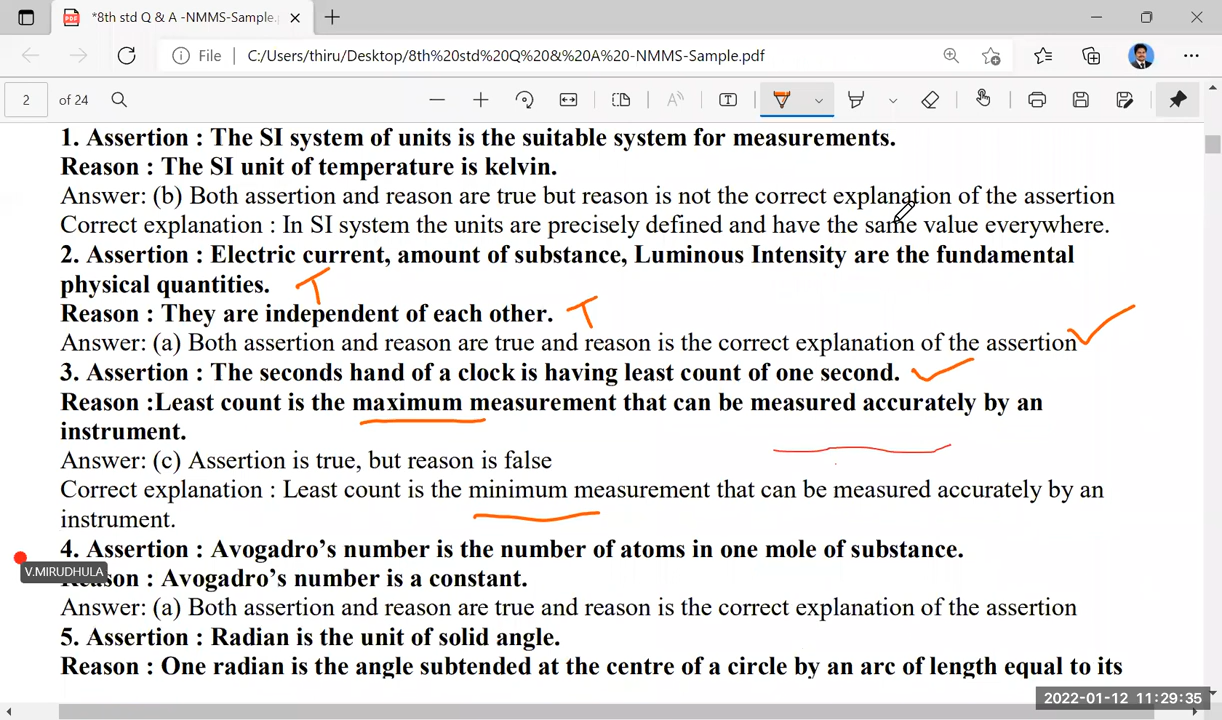 *8th std Q & A -NMMS-Sample.
File C:/Users/thiru/Desktop/8th%20std%20Q%20&%20A%20-NMMS-Sample.pdf
2 of 24
1. Assertion : The SI system of units is the suitable system for measurements.
Reason : The SI unit of temperature is kelvin.
Answer: (b) Both assertion and reason are true but reason is not the correct explanation of the assertion
Correct explanation : In SI system the units are precisely defined and have the same value everywhere.
2. Assertion : Electric current, amount of substance, Luminous Intensity are the fundamental
physical quantities. T
Reason : They are independent of each other. T
Answer: (a) Both assertion and reason are true and reason is the correct explanation of the assertion
3. Assertion : The seconds hand of a clock is having least count of one second.
Reason :Least count is the maximum measurement that can be measured accurately by an
instrument.
Answer: (c) Assertion is true, but reason is false
Correct explanation : Least count is the minimum measurement that can be measured accurately by an
instrument.
4. Assertion : Avogadro’s number is the number of atoms in one mole of substance.
V.MIRUDHULA
Reason : Avogadro’s number is a constant.
Answer: (a) Both assertion and reason are true and reason is the correct explanation of the assertion
5. Assertion : Radian is the unit of solid angle.
Reason : One radian is the angle subtended at the centre of a circle by an arc of length equal to its
2022-01-12 11:29:35